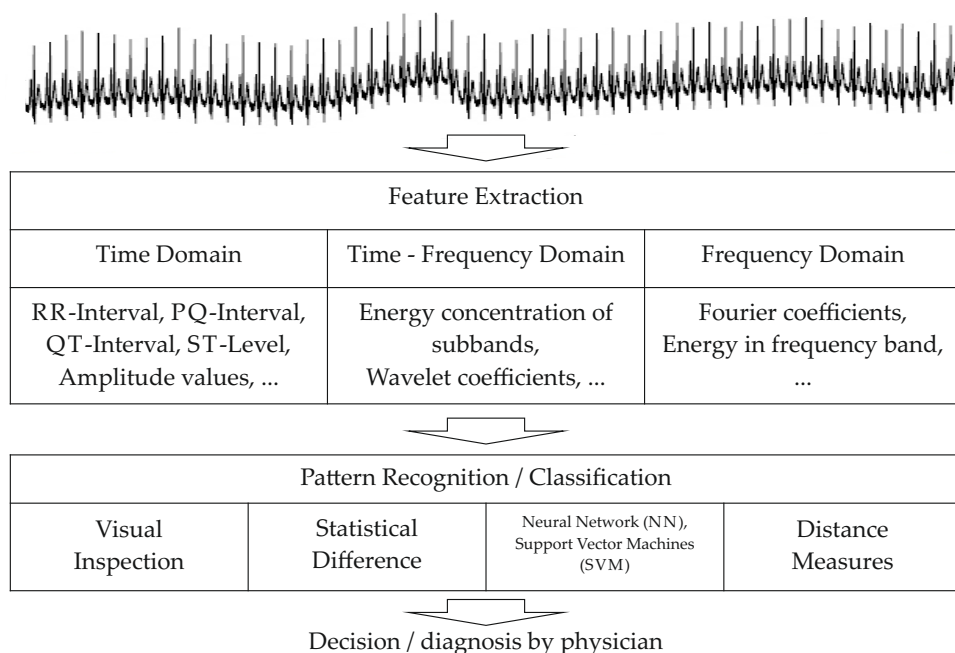 Feature Extraction
Time Domain
Time - Frequency Domain
Frequency Domain
RR-Interval, PQ-Interval,
QT-Interval, ST-Level,
Amplitude values, ...
Energy concentration of
subbands,
Wavelet coefficients, ...
Fourier coefficients,
Energy in frequency band,
...
Pattern Recognition / Classification
Visual
Inspection
Statistical
Difference
Neural Network (NN),
Support Vector Machines
(SVM)
Distance
Measures
Decision / diagnosis by physician